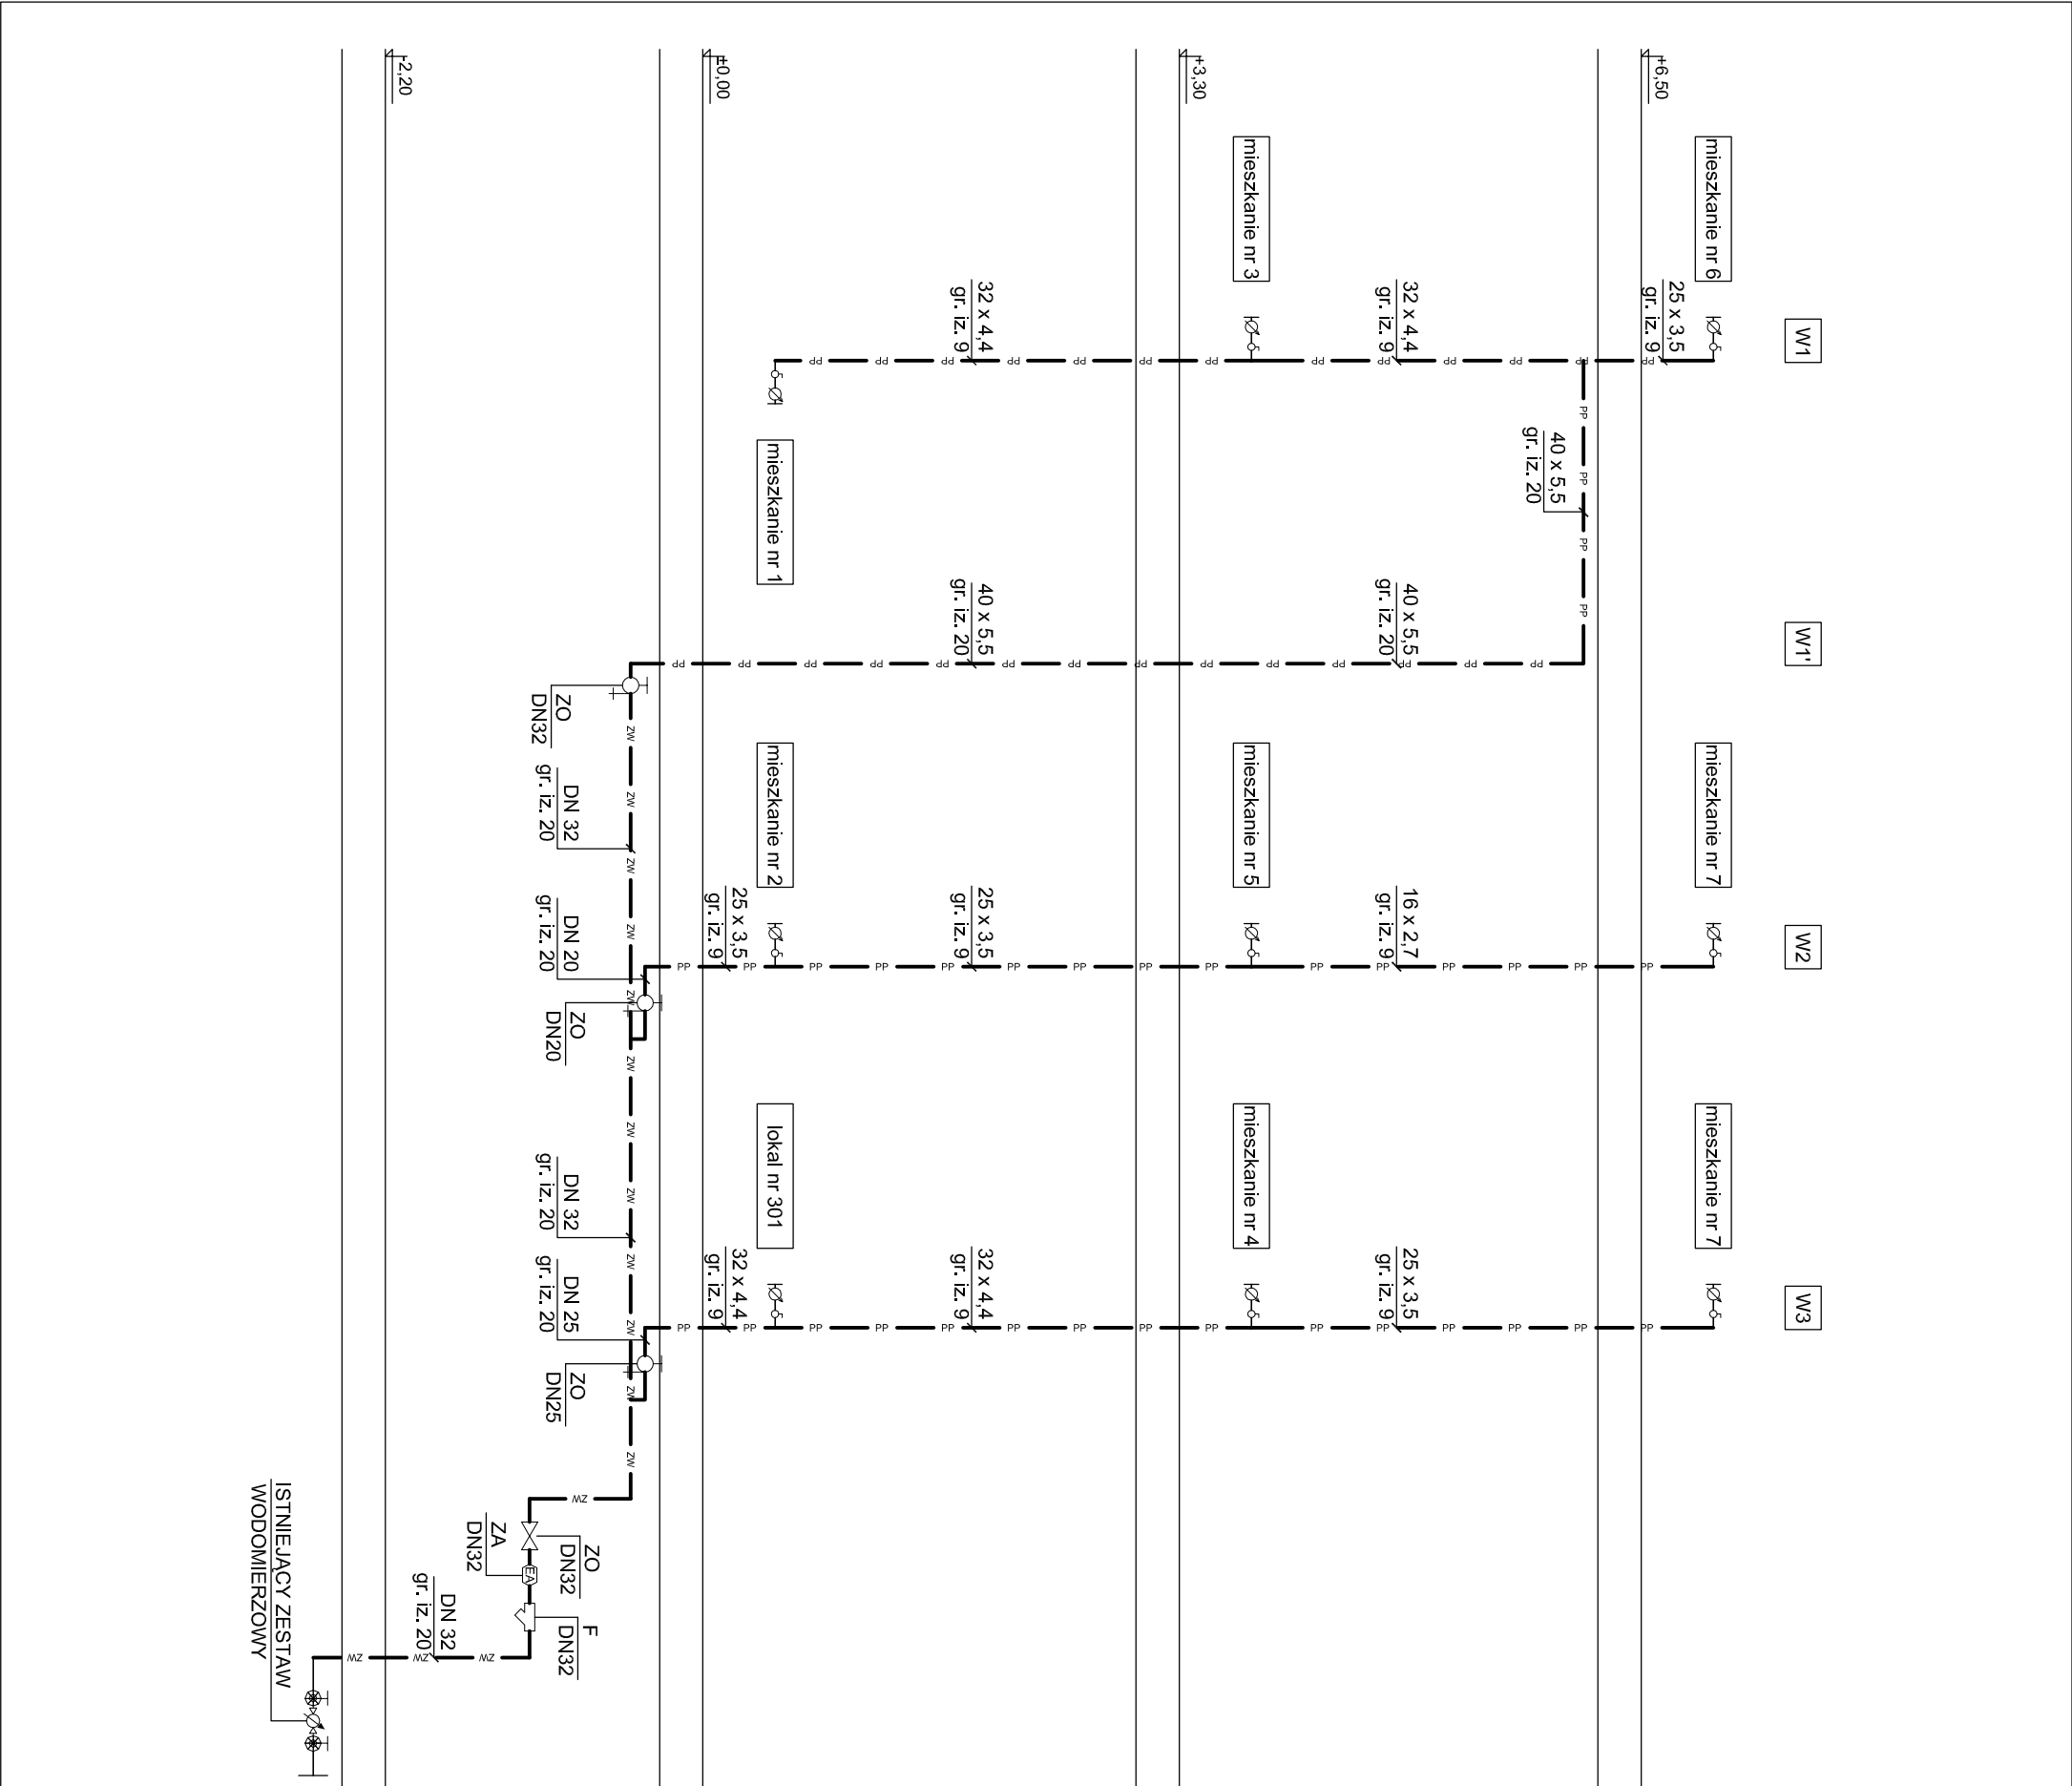 W1
W1'
W2
W3
+6,50
mieszkanie nr 6
25 x 3,5
gr. iz. 9
mieszkanie nr 7
mieszkanie nr 7
40 x 5,5
gr. iz. 20
32 x 4,4
gr. iz. 9
40 x 5,5
gr. iz. 20
16 x 2,7
gr. iz. 9
25 x 3,5
gr. iz. 9
+3,30
mieszkanie nr 3
mieszkanie nr 5
mieszkanie nr 4
32 x 4,4
gr. iz. 9
40 x 5,5
gr. iz. 20
25 x 3,5
gr. iz. 9
32 x 4,4
gr. iz. 9
mieszkanie nr 1
mieszkanie nr 2
lokal nr 301
±0,00
25 x 3,5
gr. iz. 9
32 x 4,4
gr. iz. 9
ZO
DN32
DN 32
gr. iz. 20
DN 20
gr. iz. 20
ZO
DN20
DN 32
gr. iz. 20
DN 25
gr. iz. 20
ZO
DN25
ZO
DN32
F
DN32
ZA
DN32
EA
DN 32
gr. iz. 20
-2,20
ISTNIEJĄCY ZESTAW
WODOMIERZOWY
PP
ZW